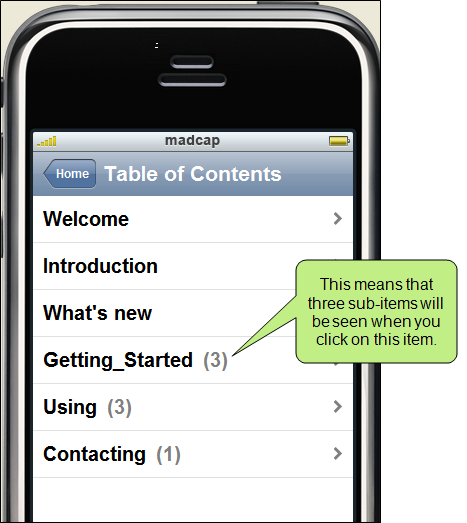 madcap
Home
Table of Contents
Welcome
Introduction
What's new
Getting_Started (3)
Using (3)
Contacting (1)
This means that
three sub-items will
be seen when you
click on this item.